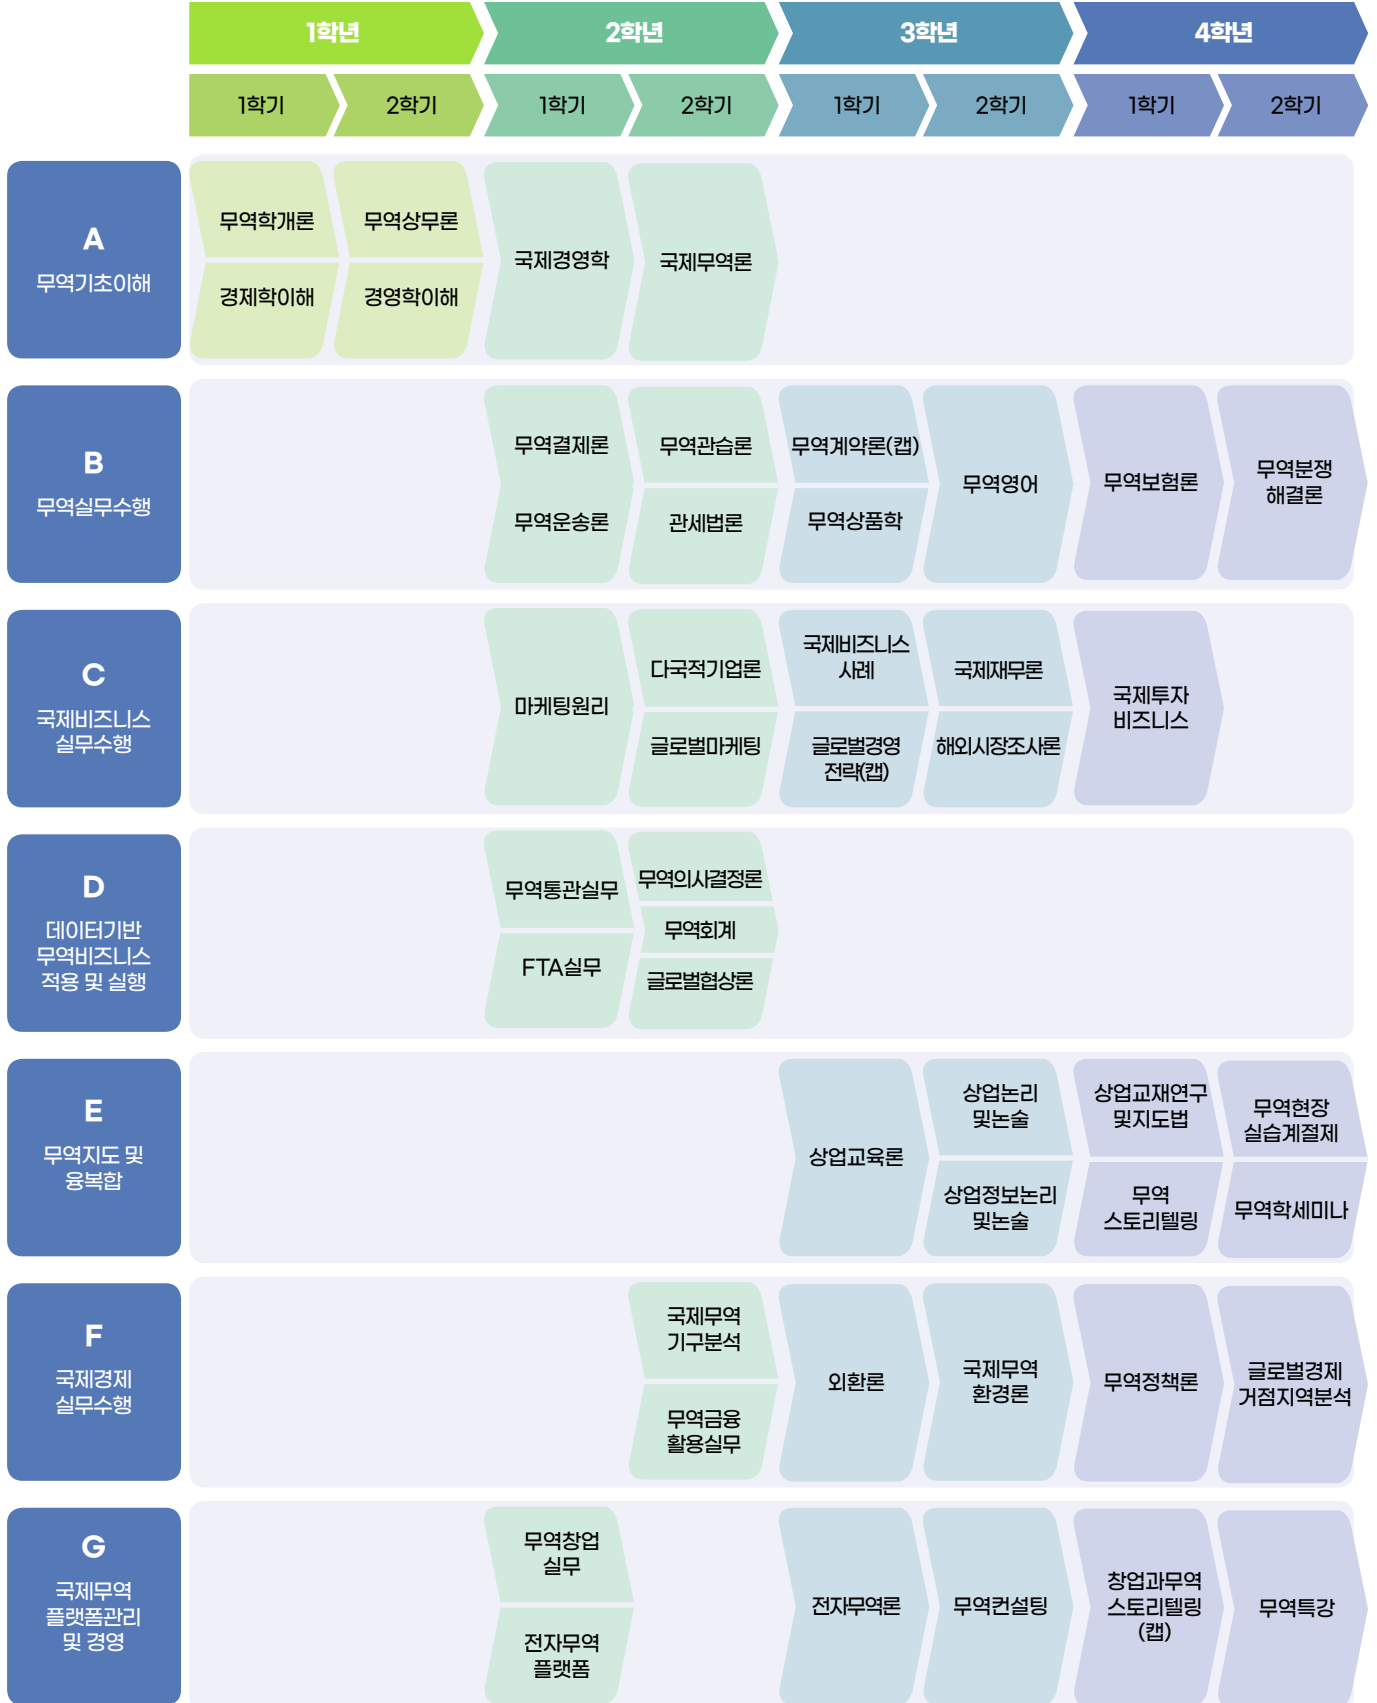 1학년
2학년
3학년
4학년
1학기
2학기
1학기
2학기
1학기
2학기
1학기
2학기
A
무역기초이해
무역학개론
경제학이해
무역상무론
경영학이해
국제경영학
국제무역론
B
무역실무수행
무역결제론
무역운송론
무역관습론
관세법론
무역계약론(캡)
무역상품학
무역영어
무역보험론
무역분쟁
해결론
C
국제비즈니스
실무수행
마케팅원리
다국적기업론
글로벌마케팅
국제비즈니스
사례
글로벌경영
전략(캡)
국제재무론
해외시장조사론
국제투자
비즈니스
D
데이터기반
무역비즈니스
적용 및 실행
무역통관실무
FTA실무
무역의사결정론
무역회계
글로벌협상론
E
무역지도 및
융복합
상업교육론
상업논리
및논술
상업정보논리
및논술
상업교재연구
및지도법
무역
스토리텔링
무역현장
실습계절제
무역학세미나
F
국제경제
실무수행
국제무역
기구분석
무역금융
활용실무
외환론
국제무역
환경론
무역정책론
글로벌경제
거점지역분석
G
국제무역
플랫폼관리
및 경영
무역창업
실무
전자무역
플랫폼
전자무역론
무역컨설팅
창업과무역
스토리텔링
(캡)
무역특강